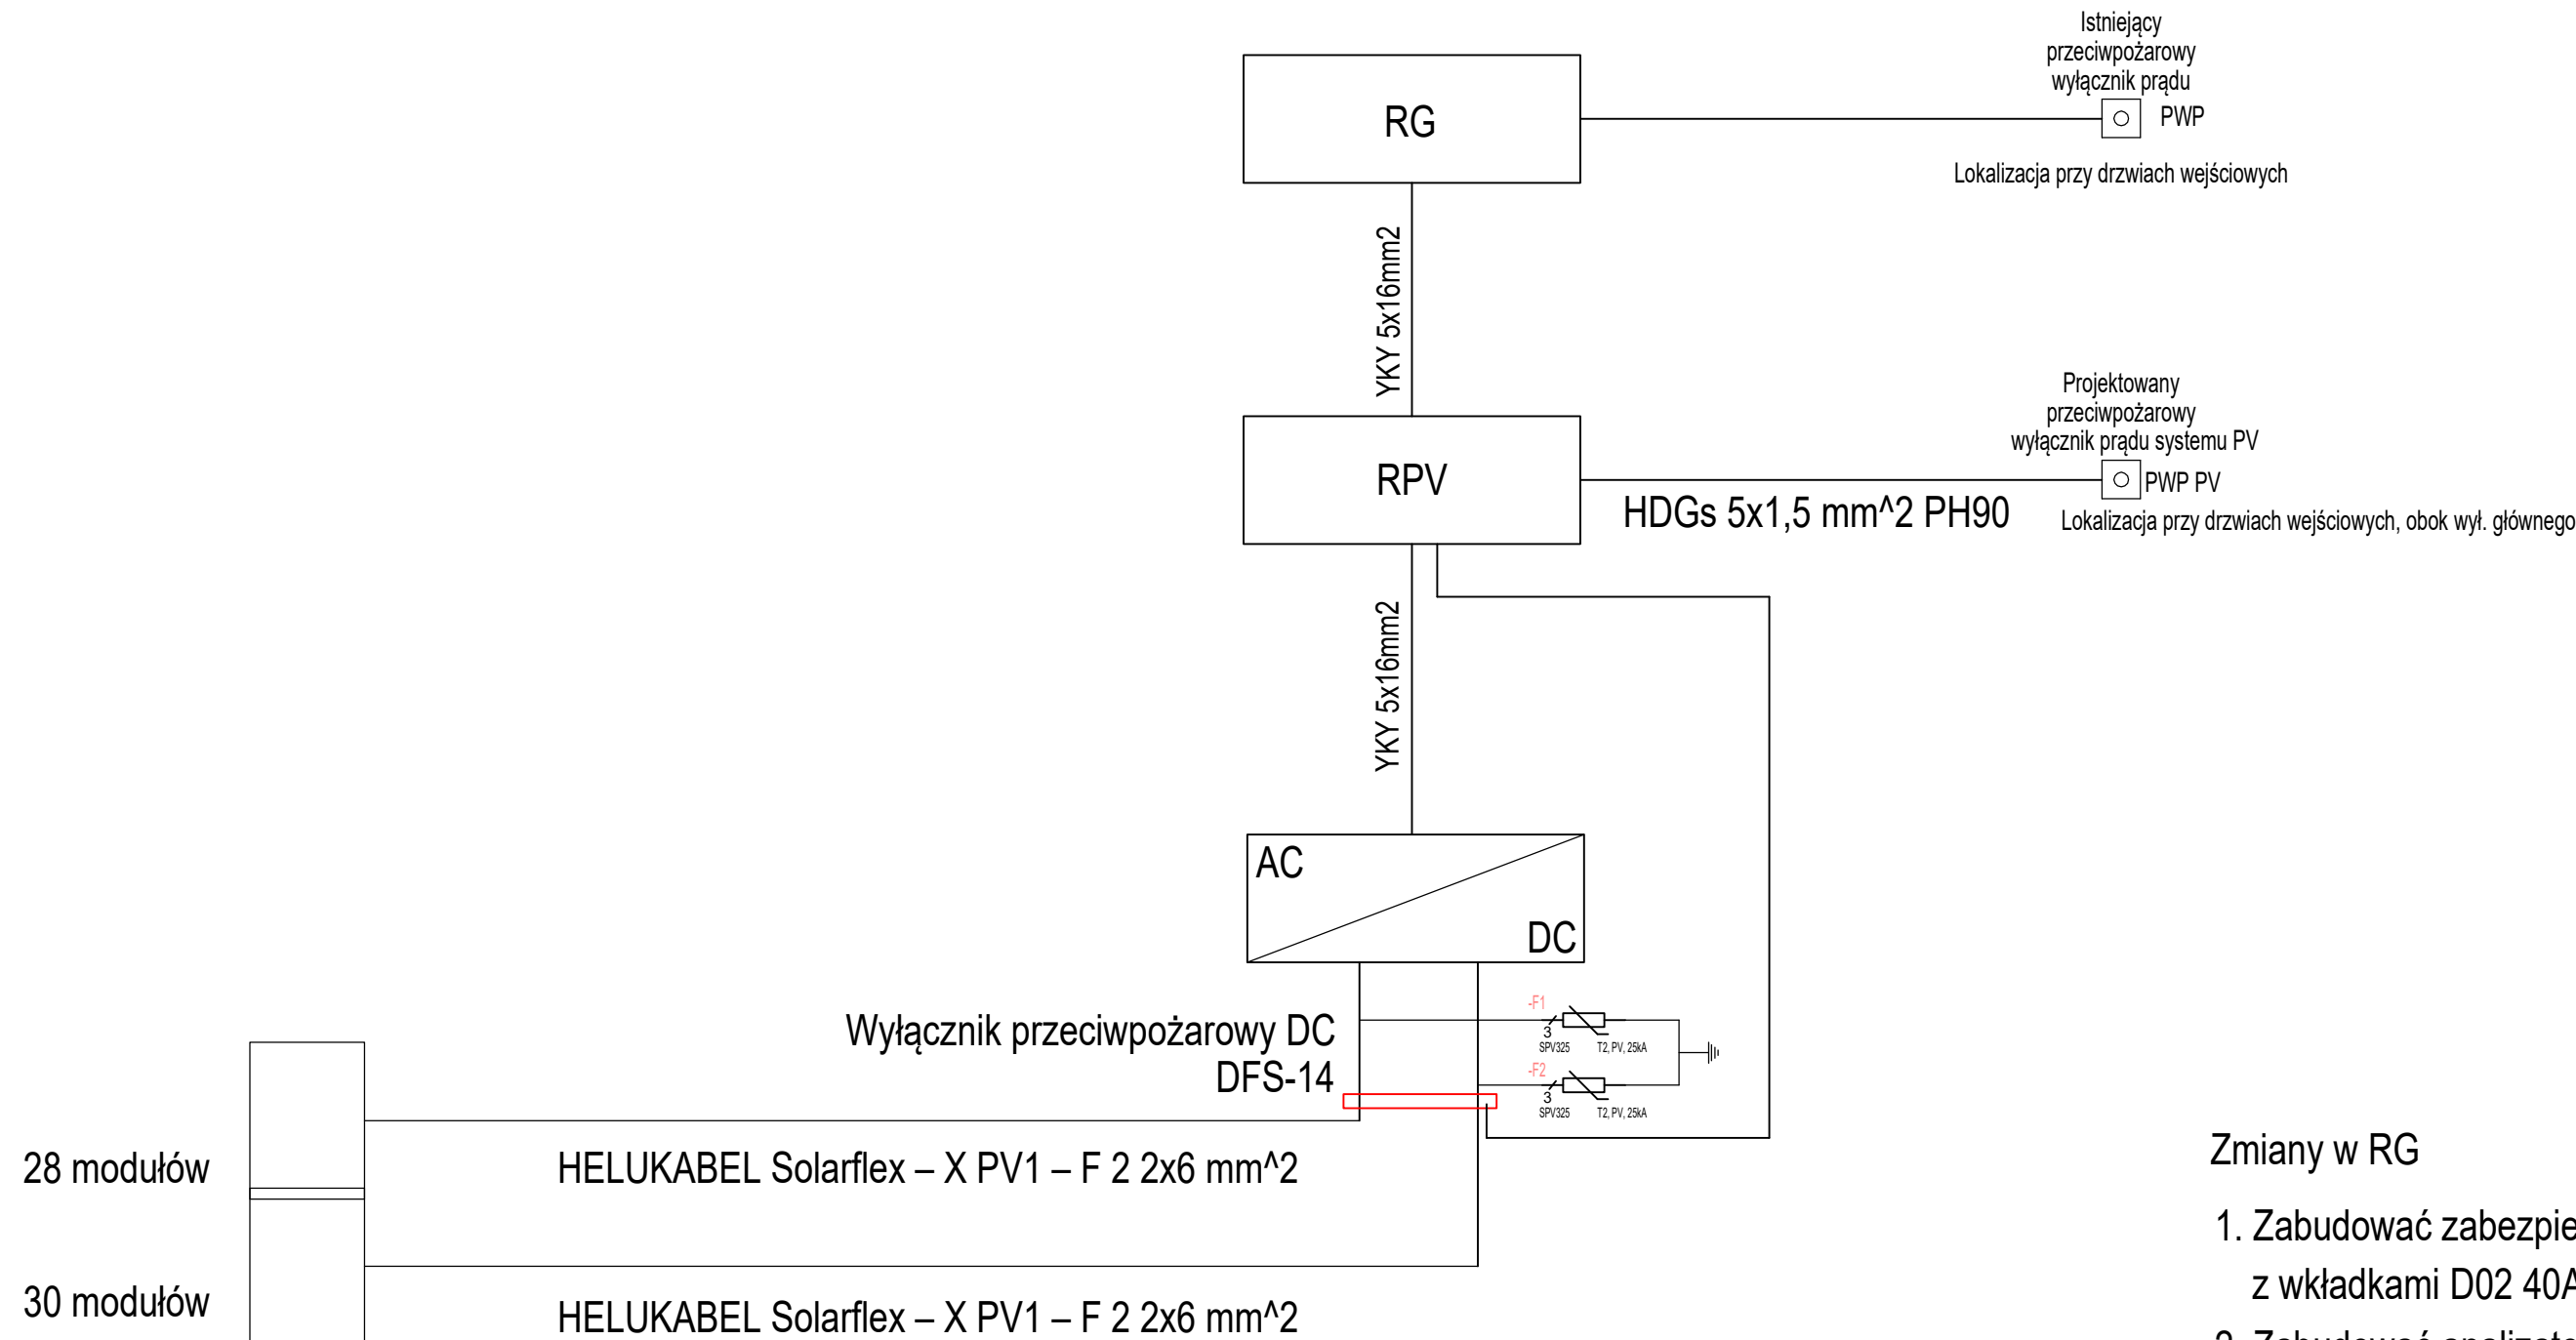 Istniejący
przeciwpożarowy
wyłącznik prądu
RG
PWP
Lokalizacja przy drzwiach wejściowych
YKY 5x16mm2
Projektowany
przeciwpożarowy
wyłącznik prądu systemu PV
RPV
PWP PV
HDGs 5x1,5 mm^2 PH90
Lokalizacja przy drzwiach wejściowych, obok wył. głównego
YKY 5x16mm2
AC
DC
Wyłącznik przeciwpożarowy DC
DFS-14
-F1
3
SPV325 T2, PV, 25kA
-F2
3
SPV325 T2, PV, 25kA
28 modułów
HELUKABEL Solarflex – X PV1 – F 2 2x6 mm^2
30 modułów
HELUKABEL Solarflex – X PV1 – F 2 2x6 mm^2
Zmiany w RG
1. Zabudować
z wkładkami D02 40A
2. Zabudować